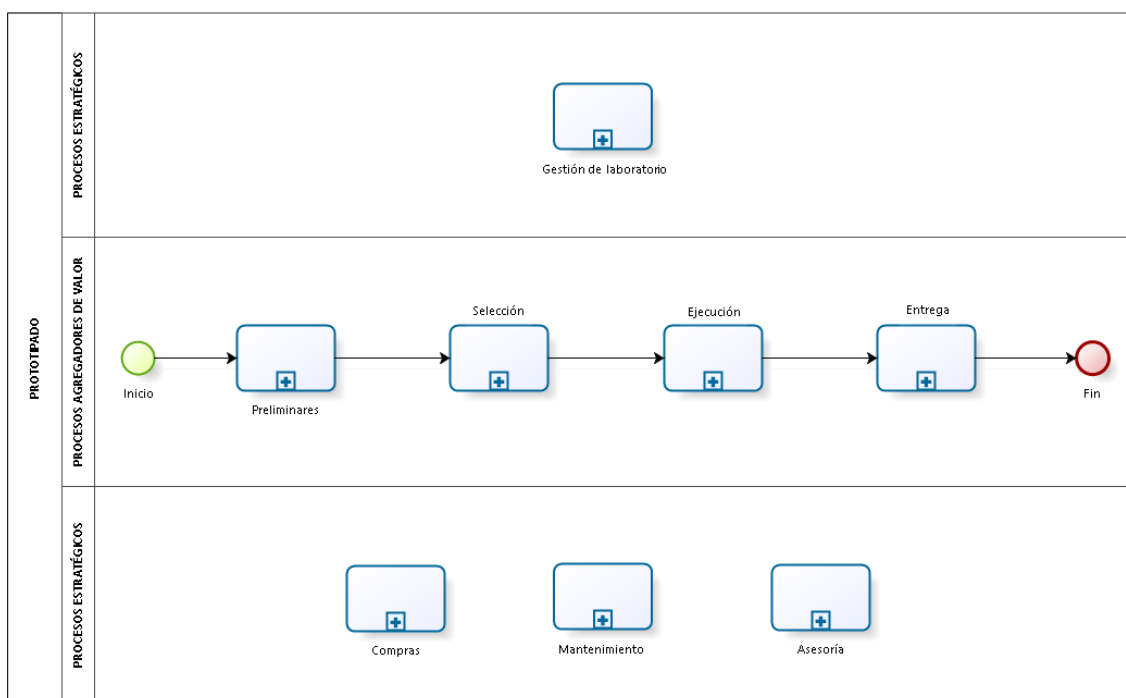 PROTOTIPADO
PROCESOS ESTRATÉGICOS
Gestión de laboratorio
PROCESOS AGREGADORES DE VALOR
Inicio
Preliminares
Selección
Ejecución
Entrega
Fin
PROCESOS ESTRATÉGICOS
Compras
Mantenimiento
Asesoría